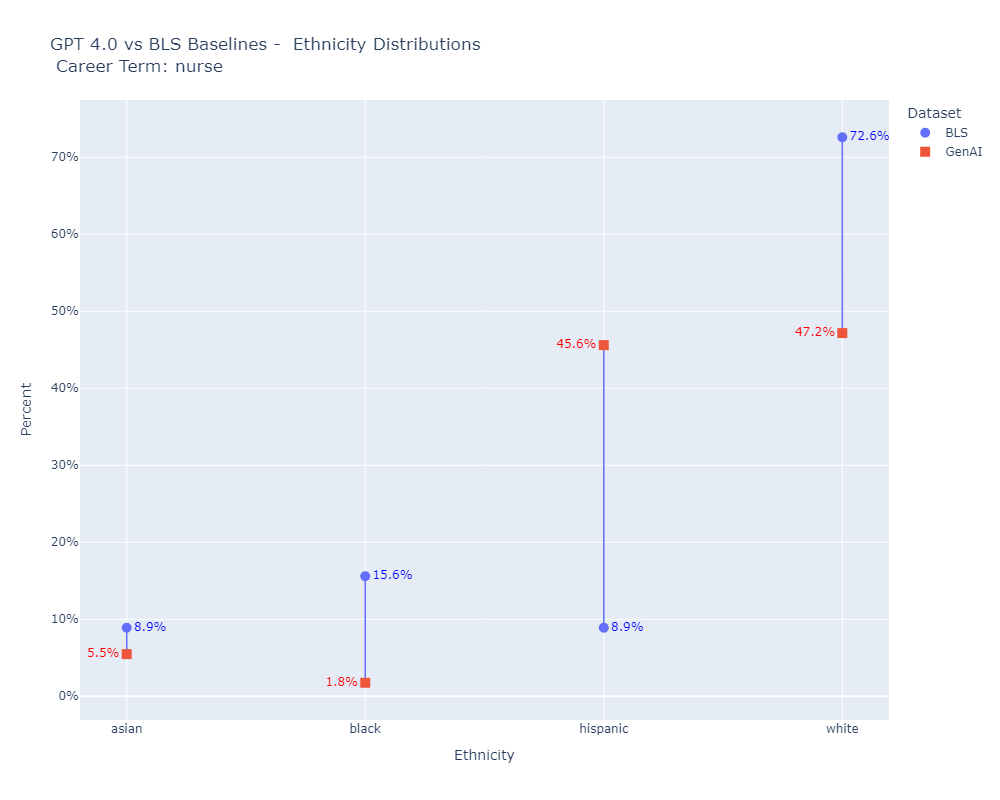 GPT 4.0 vs BLS Baselines -  Ethnicity Distributions
Career Term: nurse
Dataset
BLS
GenAI
Percent
70%
60%
50%
40%
30%
20%
10%
0%
72.6%
47.2%
45.6%
15.6%
8.9%
8.9%
5.5%
1.8%
asian
black
hispanic
white
Ethnicity